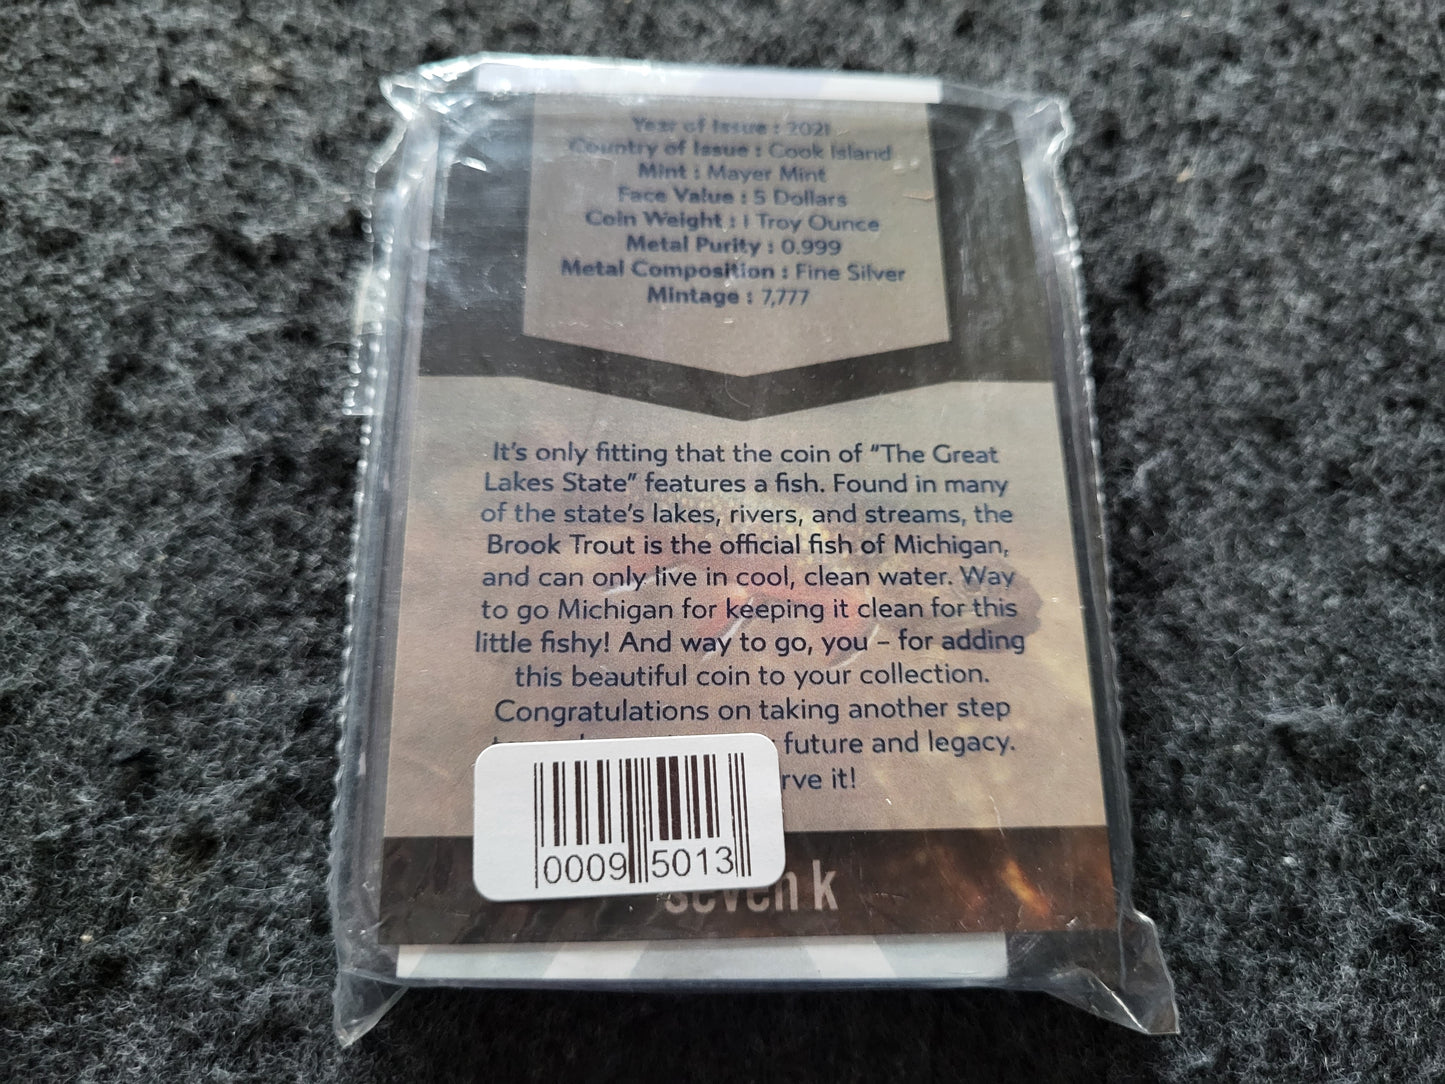 Year of Issue : 2021
Country of Issue : Cook Island
Mint : Mayer Mint
Face Value : 5 Dollars
Coin Weight : 1 Troy Ounce
Metal Purity : 0.999
Metal Composition : Fine Silver
Mintage : 7,777
It's only fitting that the coin of “The Great
Lakes State” features a fish. Found in many
of the state's lakes, rivers, and streams, the
Brook Trout is the official fish of Michigan,
and can only live in cool, clean water. Way
to go Michigan for keeping it clean for this
little fishy! And way to go, you – for adding
this beautiful coin to your collection.
Congratulations on taking another step
future and legacy.
it!
0009 5013
seven k